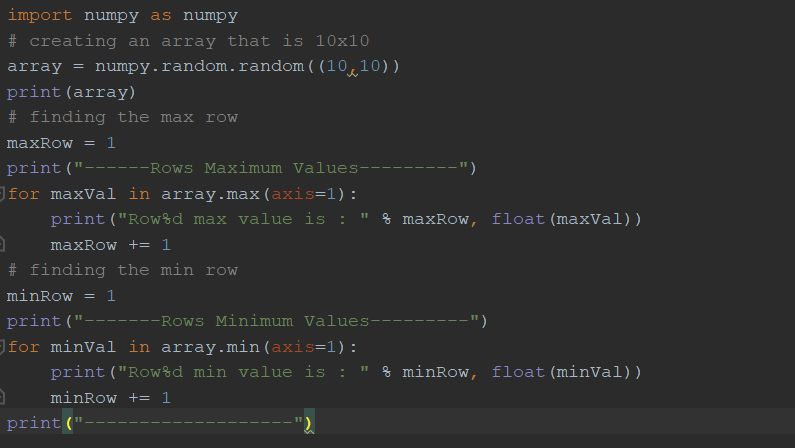 import numpy as numpy
# creating an array that is 10x10
array = numpy.random.random((10,10))
print(array)
# finding the max row
maxRow = 1
print("------Rows Maximum Values---------")
for maxVal in array.max(axis=1):
    print("Row%d max value is : " % maxRow, float(maxVal))
    maxRow += 1
# finding the min row
minRow = 1
print("-------Rows Minimum Values---------")
for minVal in array.min(axis=1):
    print("Row%d min value is : " % minRow, float(minVal))
    minRow += 1
print("-------------------")